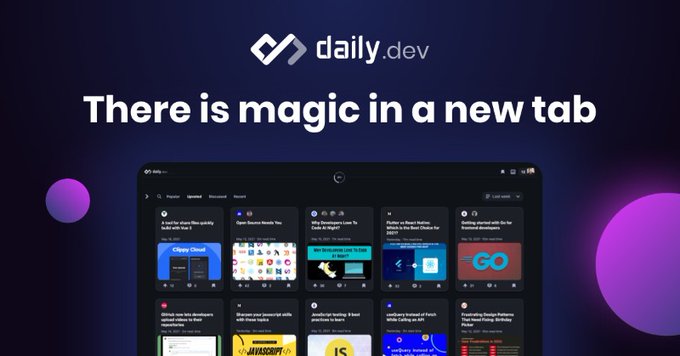 daily.dev
There is magic in a new tab
daily.dev
Popular
Upvoted
Discussed
Recent
Last week
A tool for share files quickly
build with Vue 3
Clippy Cloud
Open Source Needs You
Why Developers Love To
Code At Night?
WHY DEVELOPERS LOVE TO
CODE AT NIGHT?
Flutter vs React Native:
Which is the Best Choice for
2021?
Getting started with Go for
frontend developers
GO
GitHub now lets developers
upload videos to their
repositories
Sharpen your javascript skills
with these topics
JAVASCRIPT
JavaScript testing: 9 best
practices to learn
JS
useQuery instead of Fetch
While Calling an API
useQuery instead of Fetch
Frustrating Design Patterns
That Need Fixing: Birthday
Picker